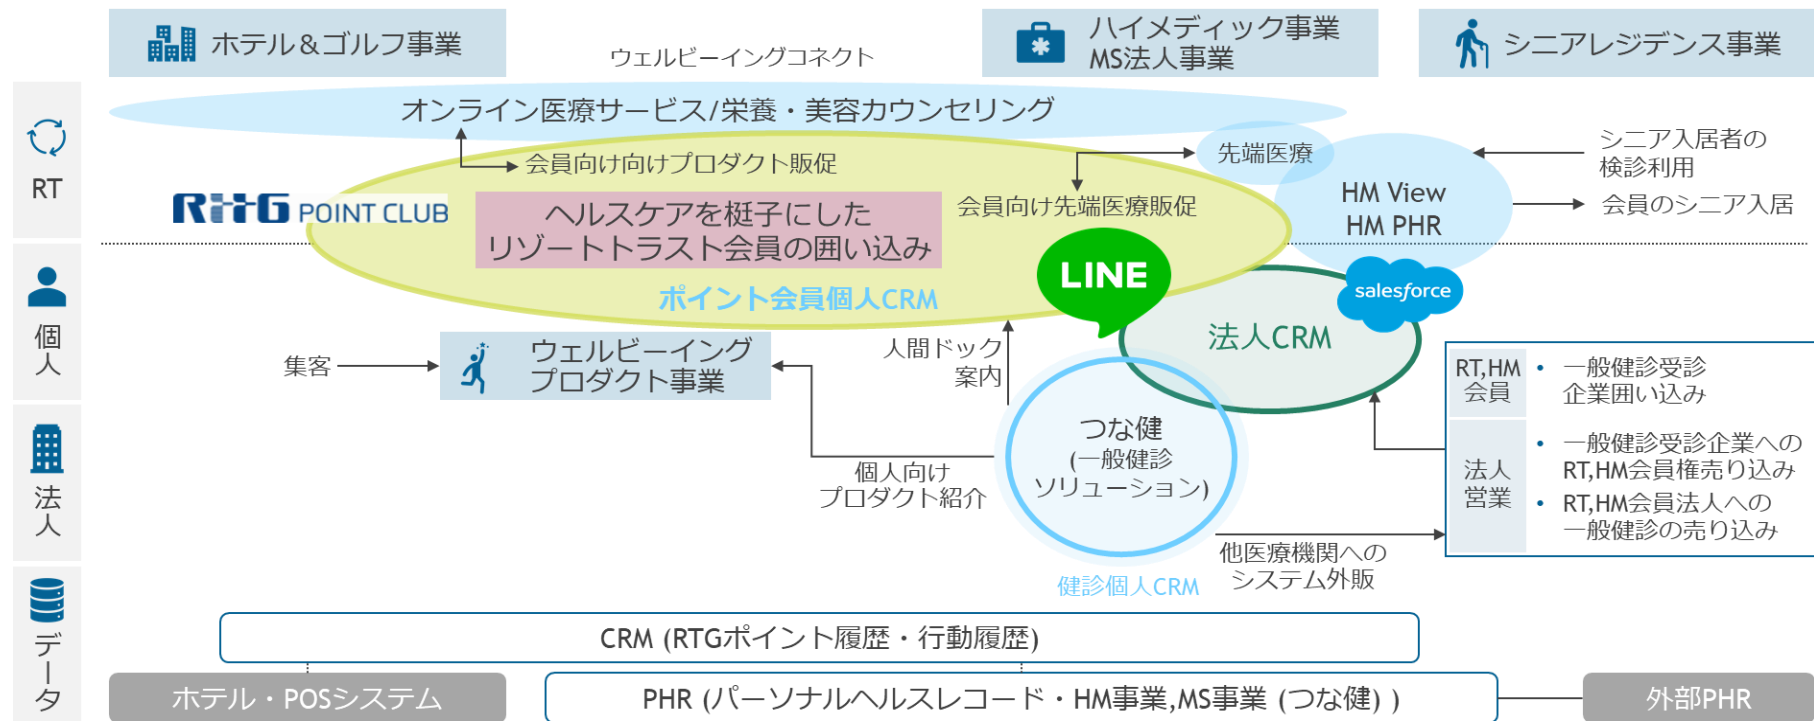 ホテル＆ゴルフ事業
ウェルビーイングコネクト
ハイメディック事業
MS法人事業
シニアレジデンス事業
RT
オンライン医療サービス/栄養・美容カウンセリング
会員向け向けプロダクト販促
先端医療
シニア入居者の
検診利用
RTTG POINT CLUB
ヘルスケアを梃子にした
リゾートトラスト会員の囲い込み
会員向け先端医療販促
HM View
HM PHR
会員のシニア入居
個人
LINE
salesforce
ポイント会員個人CRM
法人CRM
集客
ウェルビーイング
プロダクト事業
人間ドック
案内
RT,HM
会員
• 一般健診受診
企業囲い込み
法人
つな健
(一般健診
ソリューション)
個人向け
プロダクト紹介
法人
営業
• 一般健診受診企業への
RT,HM会員権売り込み
• RT,HM会員法人への
一般健診の売り込み
他医療機関への
システム外販
健診個人CRM
データ
CRM (RTGポイント履歴・行動履歴)
ホテル・POSシステム
PHR (パーソナルヘルスレコード・HM事業,MS事業 (つな健) )
外部PHR